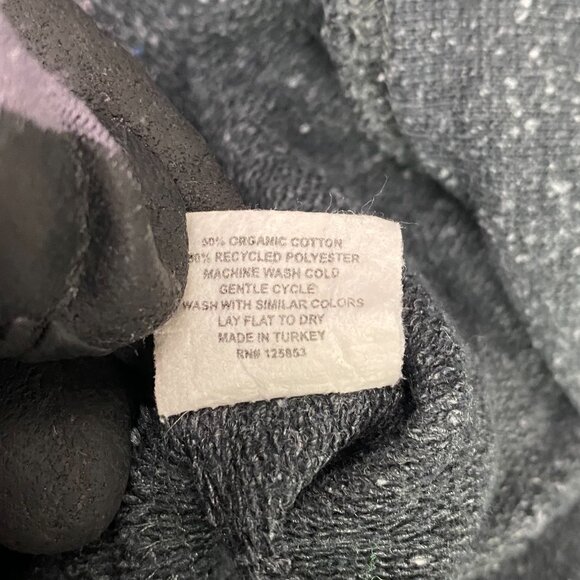 50% ORGANIC COTTON
50% RECYCLED POLYESTER
MACHINE WASH COLD
GENTLE CYCLE
WASH WITH SIMILAR COLORS
LAY FLAT TO DRY
MADE IN TURKEY
RN# 125853